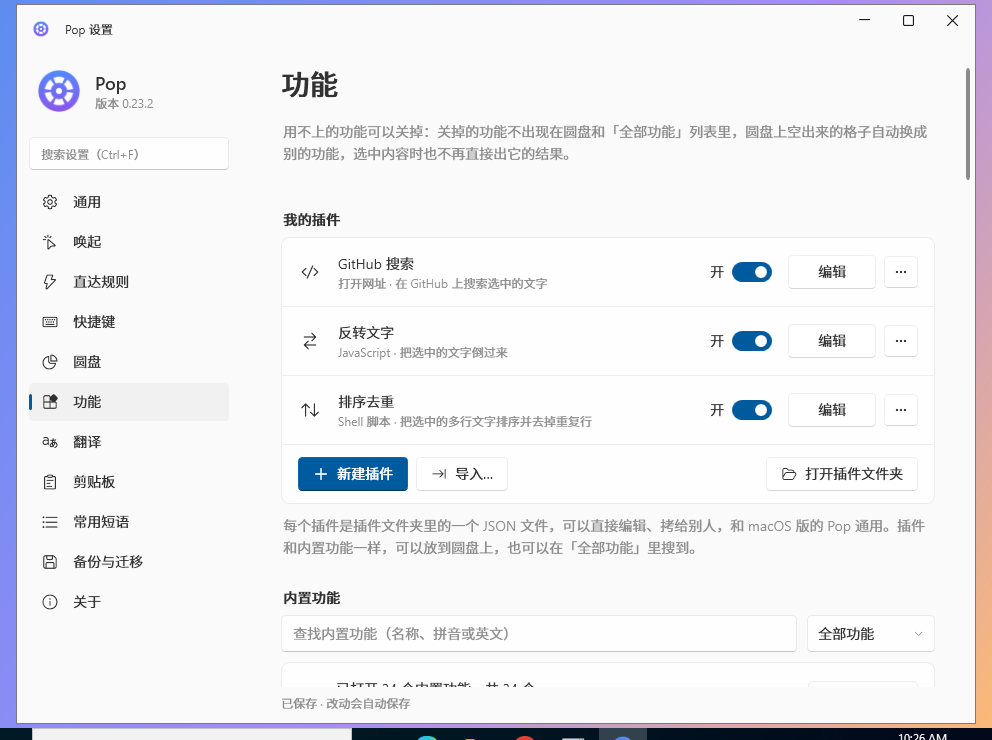 Pop 设置
Pop
版本 0.23.2
搜索设置（Ctrl+F）
通用
唤起
直达规则
快捷键
圆盘
功能
翻译
剪贴板
常用短语
备份与迁移
关于
功能
用不上的功能可以关掉：关掉的功能不出现在圆盘和「全部功能」列表里，圆盘上空出来的格子自动换成
别的功能，选中内容时也不再直接出它的结果。
我的插件
GitHub 搜索
打开网址 · 在 GitHub 上搜索选中的文字
开
编辑
...
反转文字
JavaScript · 把选中的文字倒过来
开
编辑
...
排序去重
Shell 脚本 · 把选中的多行文字排序并去掉重复行
开
编辑
...
新建插件
导入...
打开插件文件夹
每个插件是插件文件夹里的一个 JSON 文件，可以直接编辑、拷给别人，和 macOS 版的 Pop 通用。插件
和内置功能一样，可以放到圆盘上，也可以在「全部功能」里搜到。
内置功能
查找内置功能（名称、拼音或英文）
全部功能
已保存 · 改动会自动保存
10:26 AM